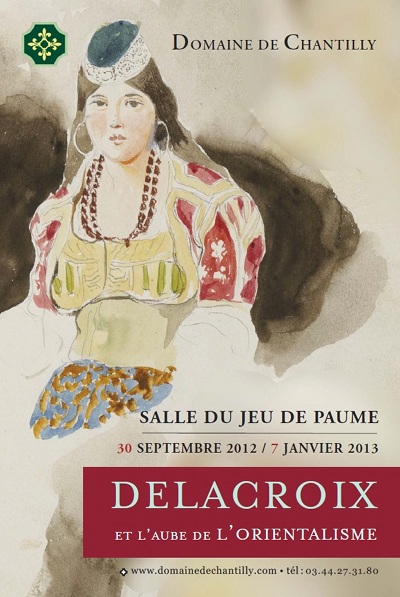 DOMAINE DE CHANTILLY
SALLE DU JEU DE PAUME
30 SEPTEMBRE 2012 / 7 JANVIER 2013
DELACROIX
ET L'AUBE DE L'ORIENTALISME
www.domainedechantilly.com • tél : 03.44.27.31.80